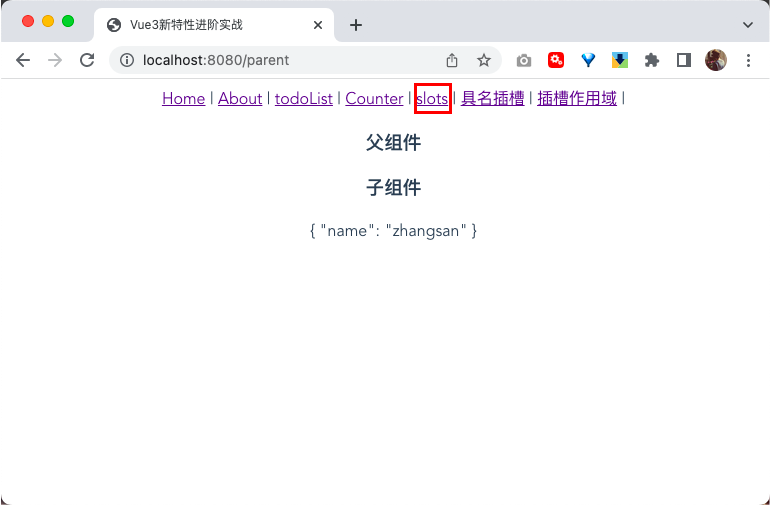 Vue3新特性进阶实战
localhost:8080/parent
Home | About | todoList | Counter | slots | 具名插槽 | 插槽作用域 |
父组件
子组件
{ "name": "zhangsan" }